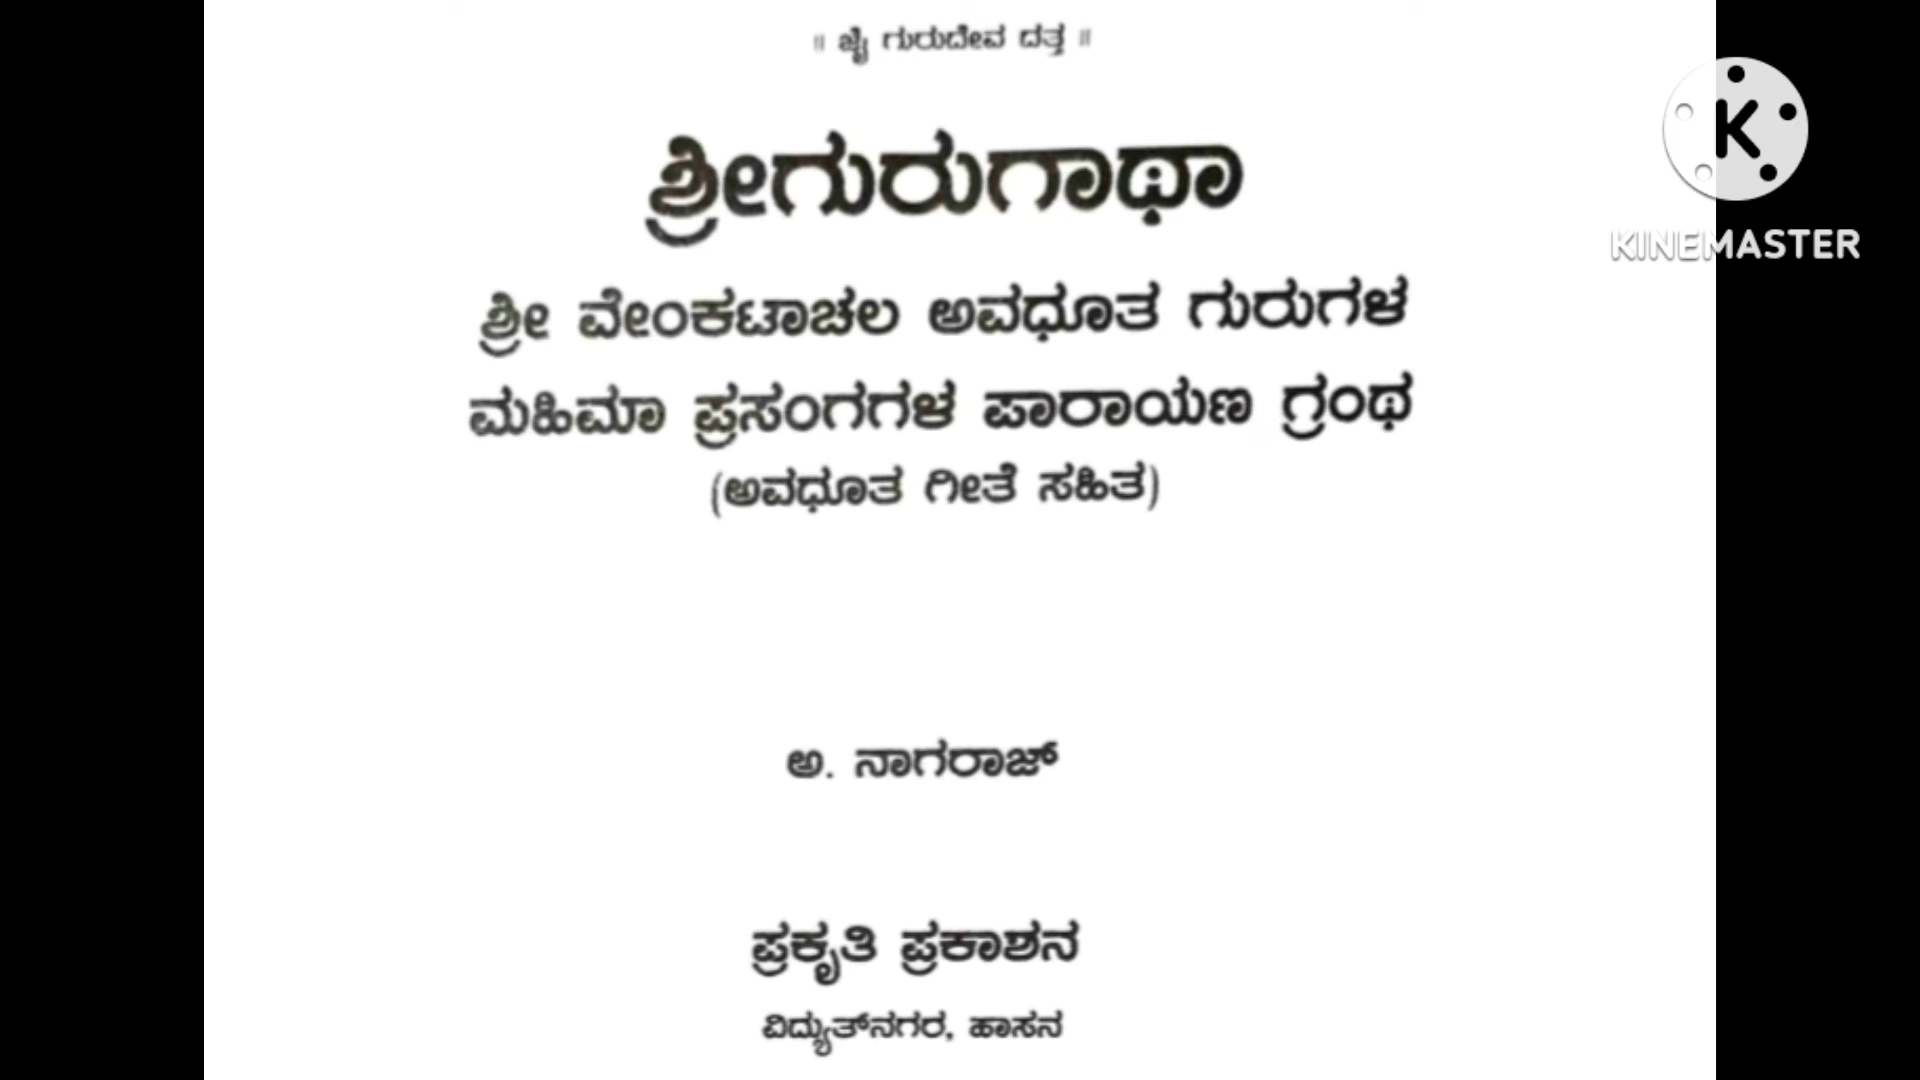 ॥ ಜೈ ಗುರುದೇವ ದತ್ತ ॥
ಶ್ರೀಗುರುಗಾಥಾ
ಶ್ರೀ ವೇಂಕಟಾಚಲ ಅವಧೂತ ಗುರುಗಳ
ಮಹಿಮಾ ಪ್ರಸಂಗಗಳ ಪಾರಾಯಣ ಗ್ರಂಥ
(ಅವಧೂತ ಗೀತೆ ಸಹಿತ)
ಅ. ನಾಗರಾಜ್
ಪ್ರಕೃತಿ ಪ್ರಕಾಶನ
ವಿದ್ಯುತ್‌ನಗರ, ಹಾಸನ
K
KINEMASTER